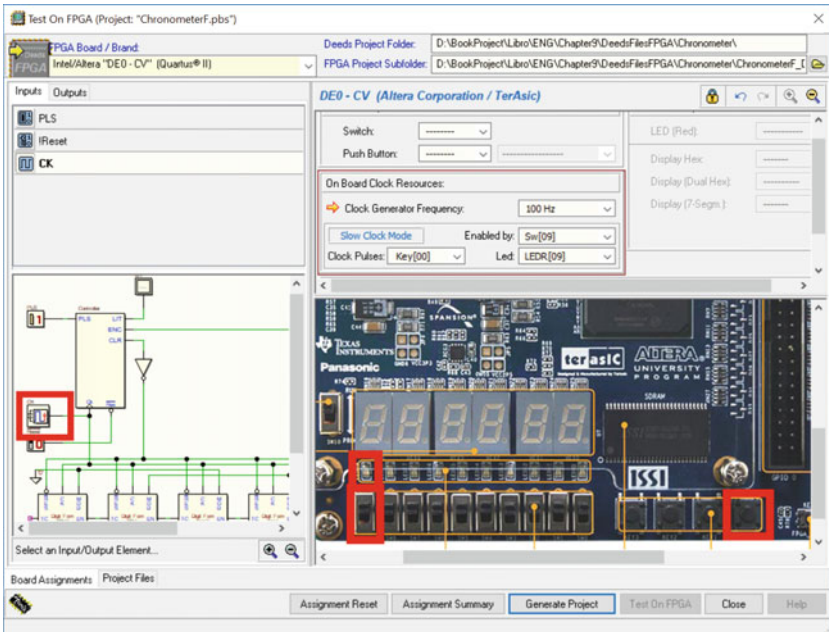 Test On FPGA (Project: "ChronometerF.pbs")
FPGA Board / Brand:
Intel/Altera "DE0 - CV" (Quartus® II)
FPGA
Deeds Project Folder:
D:\BookProject\Libro\ENG\Chapter9\DeedsFilesFPGA\Chronometer\
FPGA Project Subfolder:
D:\BookProject\Libro\ENG\Chapter9\DeedsFilesFPGA\Chronometer\ChronometerF_
Inputs Outputs
PLS
!Reset
CK
DE0 - CV (Altera Corporation / TerAsic)
Switch: --------
Push Button: --------
On Board Clock Resources:
Clock Generator Frequency: 100 Hz
Slow Clock Mode Enabled by: Sw[09]
Clock Pulses: Key[00] Led: LEDR[09]
LED (Red):
Display Hex:
Display (Dual Hex):
Display (7-Segm.):
Controller
PLS LIT
ENC
CLR
SPANSION
TEXAS
INSTRUMENTS
Panasonic
terasIC
ALTERA
UNIVERSITY
PROGRAM
SDRAM
ISSI
GPIO 0
Select an Input/Output Element...
Board Assignments Project Files
Assignment Reset Assignment Summary Generate Project Test On FPGA Close Help